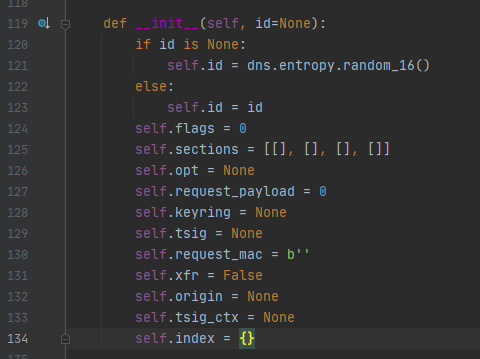 118
119 def __init__(self, id=None):
120 if id is None:
121 self.id = dns.entropy.random_16()
122 else:
123 self.id = id
124 self.flags = 0
125 self.sections = [[], [], [], []]
126 self.opt = None
127 self.request_payload = 0
128 self.keyring = None
129 self.tsig = None
130 self.request_mac = b''
131 self.xfr = False
132 self.origin = None
133 self.tsig_ctx = None
134 self.index = {}
135